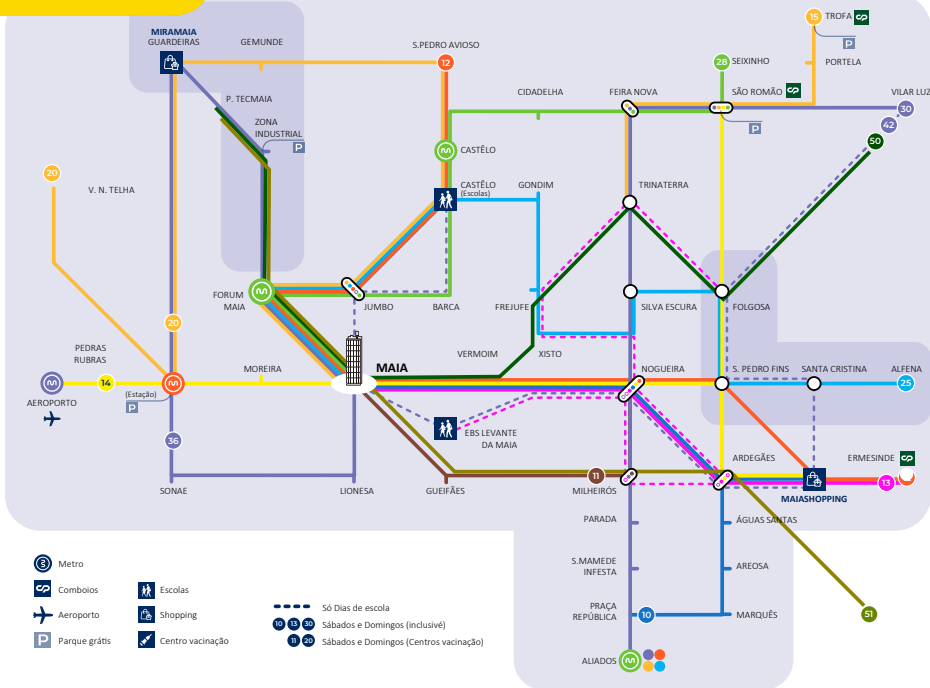 MIRAMAIA
GUARDEIRAS
GEMUNDE
S.PEDRO AVIOSO
12
15
TROFA
P
PORTELA
28
SEIXINHO
SÃO ROMÃO
P
CIDADELHA
FEIRA NOVA
VILAR LUZ
30
42
50
P. TECMAIA
ZONA
INDUSTRIAL
P
CASTÊLO
CASTÊLO
(Escolas)
GONDIM
TRINATERRA
20
V. N. TELHA
FORUM
MAIA
JUMBO
BARCA
FREJUFE
SILVA ESCURA
FOLGOSA
20
PEDRAS
RUBRAS
14
AEROPORTO
(Estação)
P
MOREIRA
MAIA
VERMOIM
XISTO
NOGUEIRA
S. PEDRO FINS
SANTA CRISTINA
ALFENA
25
36
EBS LEVANTE
DA MAIA
SONAE
LIONESA
GUEIFÃES
11
MILHEIRÓS
ARDEGÃES
ERMESINDE
13
MAIASHOPPING
PARADA
ÁGUAS SANTAS
S.MAMEDE
INFESTA
AREOSA
PRAÇA
REPÚBLICA
10
MARQUÊS
51
ALIADOS
Metro
Comboios
Aeroporto
P Parque grátis
Escolas
Shopping
Centro vacinação
Só Dias de escola
10 13 30 Sábados e Domingos (inclusivé)
11 20 Sábados e Domingos (Centros vacinação)